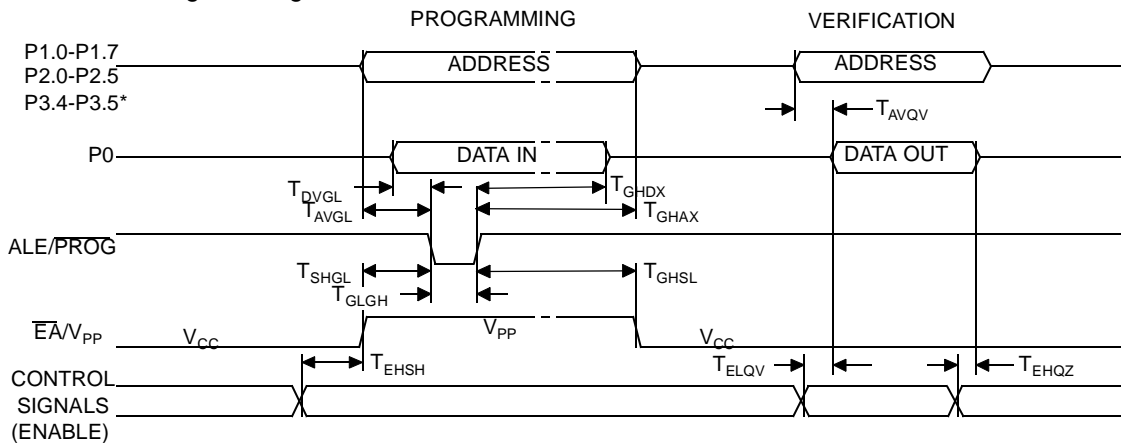 PROGRAMMING VERIFICATION
P1.0-P1.7
P2.0-P2.5
P3.4-P3.5*
ADDRESS ADDRESS
TAVQV
P0 DATA IN DATA OUT
TDVGL TGHDX
TAVGL TGHAX
ALE/PROG
TSHGL TGHSL
TGLGH
EA/VPP VCC VPP VCC
TEHSH TELQV TEHQZ
CONTROL
SIGNALS
(ENABLE)